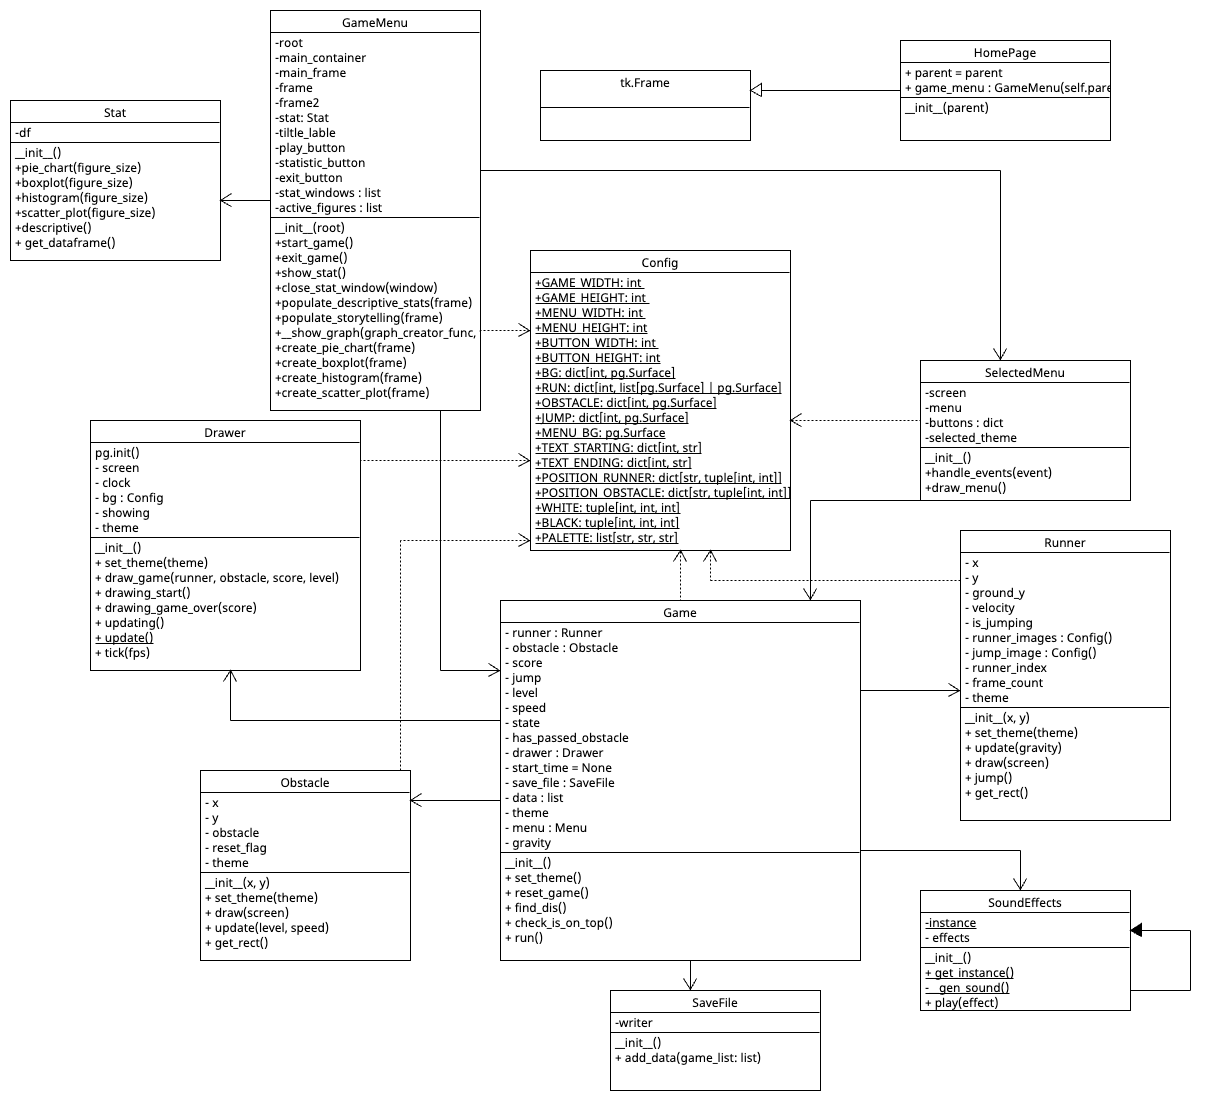 GameMenu
-root
-main_container
-main_frame
-frame
-frame2
-stat: Stat
-tiltle_lable
-play_button
-statistic_button
-exit_button
-stat_windows : list
-active_figures : list
__init__(root)
+start_game()
+exit_game()
+show_stat()
+close_stat_window(window)
+populate_descriptive_stats(frame)
+populate_storytelling(frame)
+__show_graph(graph_creator_func,
+create_pie_chart(frame)
+create_boxplot(frame)
+create_histogram(frame)
+create_scatter_plot(frame)
tk.Frame
HomePage
+ parent = parent
+ game_menu : GameMenu(self.pare
__init__(parent)
Stat
-df
__init__()
+pie_chart(figure_size)
+boxplot(figure_size)
+histogram(figure_size)
+scatter_plot(figure_size)
+descriptive()
+ get_dataframe()
Config
+GAME_WIDTH: int
+GAME_HEIGHT: int
+MENU_WIDTH: int
+MENU_HEIGHT: int
+BUTTON_WIDTH: int
+BUTTON_HEIGHT: int
+BG: dict[int, pg.Surface]
+RUN: dict[int, list[pg.Surface] | pg.Surface]
+OBSTACLE: dict[int, pg.Surface]
+JUMP: dict[int, pg.Surface]
+MENU_BG: pg.Surface
+TEXT_STARTING: dict[int, str]
+TEXT_ENDING: dict[int, str]
+POSITION_RUNNER: dict[str, tuple[int, int]]
+POSITION_OBSTACLE: dict[str, tuple[int, int]]
+WHITE: tuple[int, int, int]
+BLACK: tuple[int, int, int]
+PALETTE: list[str, str, str]
SelectedMenu
-screen
-menu
-buttons : dict
-selected_theme
__init__()
+handle_events(event)
+draw_menu()
Drawer
pg.init()
- screen
- clock
- bg : Config
- showing
- theme
__init__()
+ set_theme(theme)
+ draw_game(runner, obstacle, score, level)
+ drawing_start()
+ drawing_game_over(score)
+ updating()
+ update()
+ tick(fps)
Runner
- x
- y
- ground_y
- velocity
- is_jumping
- runner_images : Config()
- jump_image : Config()
- runner_index
- frame_count
- theme
__init__(x, y)
+ set_theme(theme)
+ update(gravity)
+ draw(screen)
+ jump()
+ get_rect()
Game
- runner : Runner
- obstacle : Obstacle
- score
- jump
- level
- speed
- state
- has_passed_obstacle
- drawer : Drawer
- start_time = None
- save_file : SaveFile
- data : list
- theme
- menu : Menu
- gravity
__init__()
+ set_theme()
+ reset_game()
+ find_dis()
+ check_is_on_top()
+ run()
Obstacle
- x
- y
- obstacle
- reset_flag
- theme
__init__(x, y)
+ set_theme(theme)
+ draw(screen)
+ update(level, speed)
+ get_rect()
SoundEffects
-instance
- effects
__init__()
+ get_instance()
-__gen_sound()
+ play(effect)
SaveFile
-writer
__init__()
+ add_data(game_list: list)